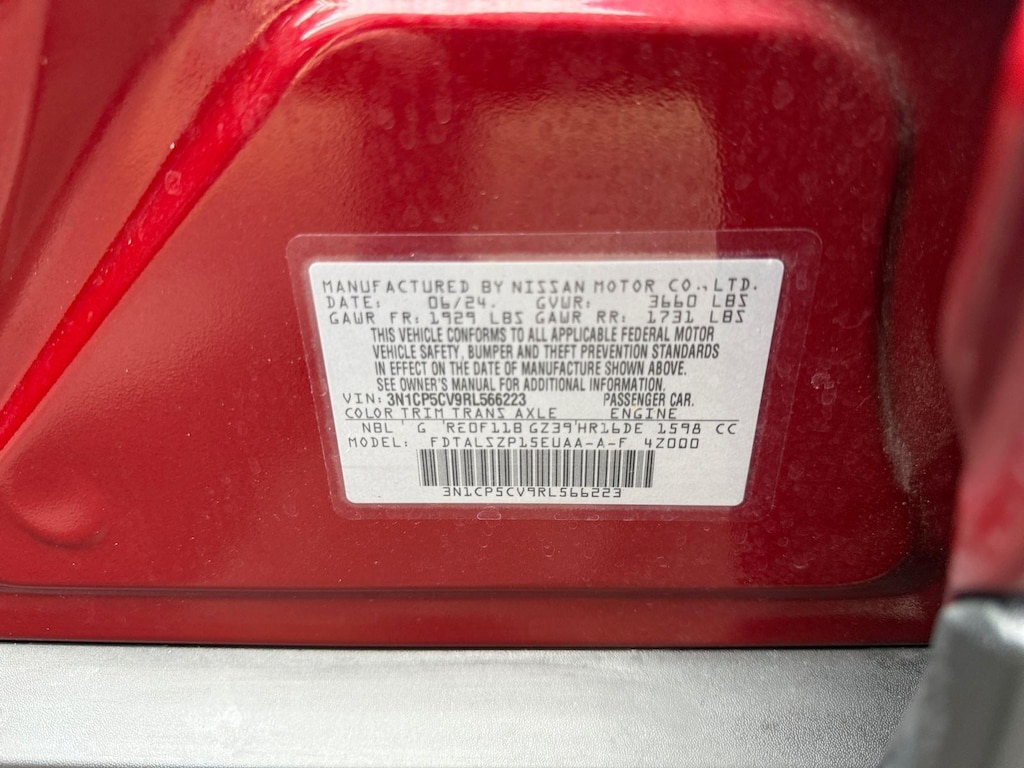 MANUFACTURED BY NISSAN MOTOR CO.,LTD.
DATE: 06/24. GVWR: 3660 LBS
GAWR FR: 1929 LBS GAWR RR: 1731 LBS
THIS VEHICLE CONFORMS TO ALL APPLICABLE FEDERAL MOTOR
VEHICLE SAFETY, BUMPER AND THEFT PREVENTION STANDARDS
IN EFFECT ON THE DATE OF MANUFACTURE SHOWN ABOVE.
SEE OWNER'S MANUAL FOR ADDITIONAL INFORMATION.
VIN: 3N1CP5CV9RL566223 PASSENGER CAR.
COLOR TRIM TRANS AXLE ENGINE
NBL G RE0F11B GZ39 HR16DE 1598 CC
MODEL: FDTALSZP15EUAA-A-F 4Z000
3N1CP5CV9RL566223